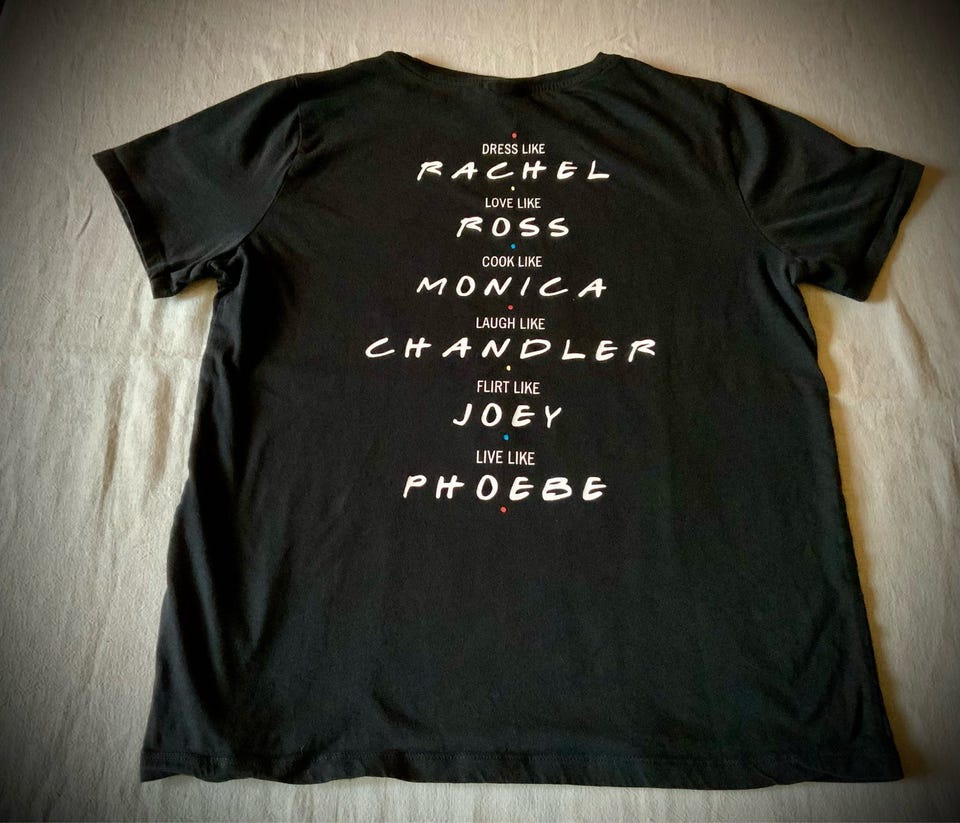 DRESS LIKE
RACHEL
LOVE LIKE
ROSS
COOK LIKE
MONICA
LAUGH LIKE
CHANDLER
FLIRT LIKE
JOEY
LIVE LIKE
PHOEBE